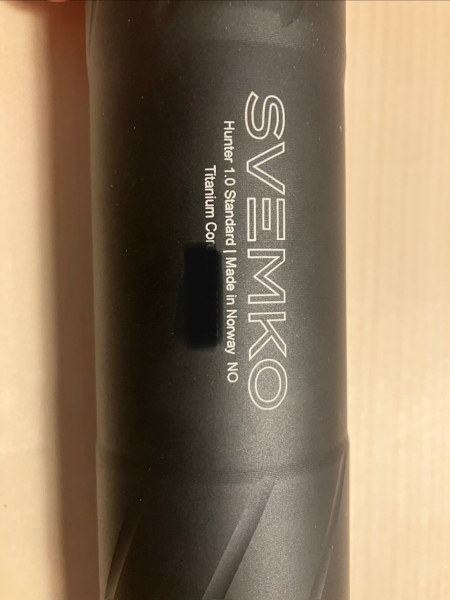 SVEMKO
Hunter 1.0 Standard | Made in Norway NO
Titanium